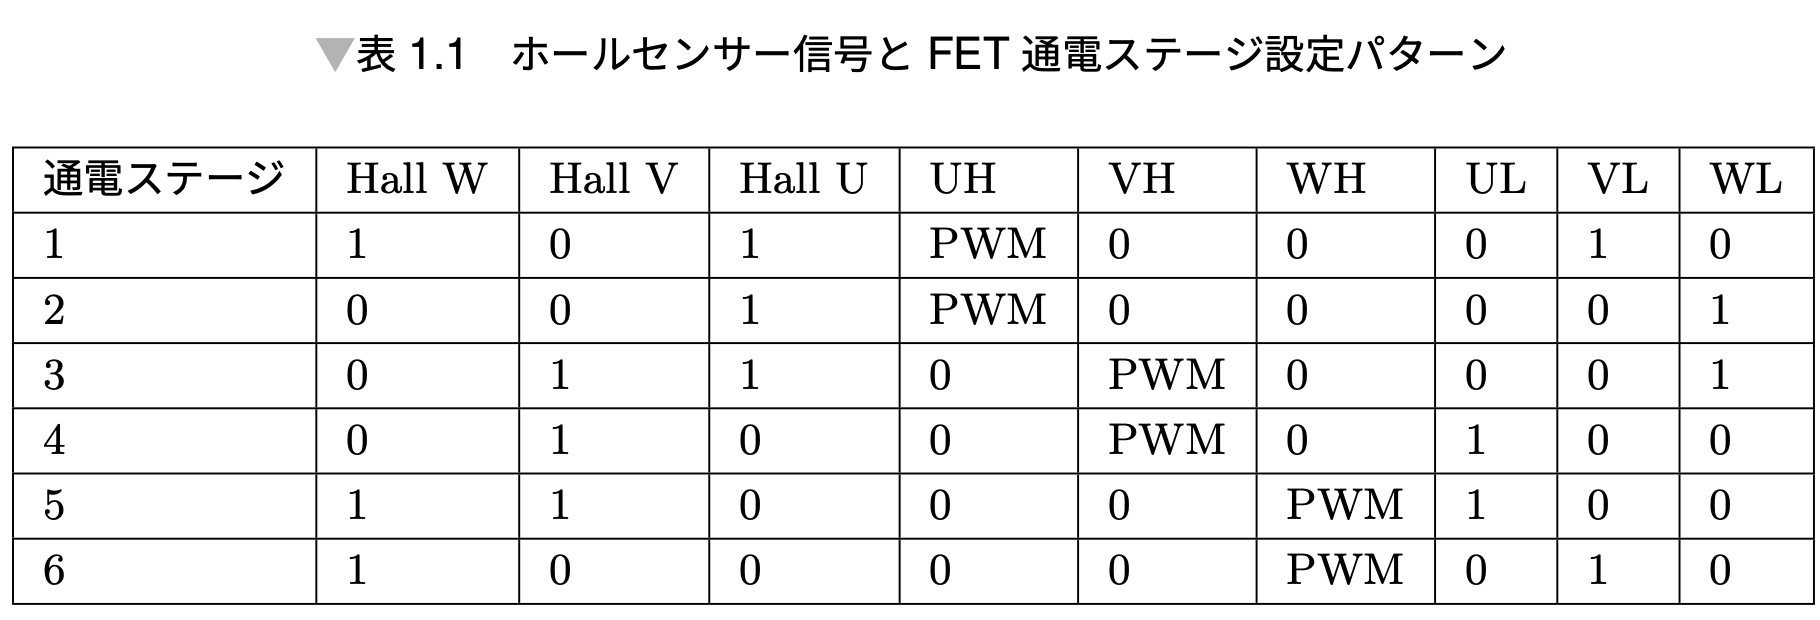 ▼表 1.1　ホールセンサー信号と FET 通電ステージ設定パターン
通電ステージ Hall W Hall V Hall U UH VH WH UL VL WL
1 1 0 1 PWM 0 0 0 1 0
2 0 0 1 PWM 0 0 0 0 1
3 0 1 1 0 PWM 0 0 0 1
4 0 1 0 0 PWM 0 1 0 0
5 1 1 0 0 0 PWM 1 0 0
6 1 0 0 0 0 PWM 0 1 0